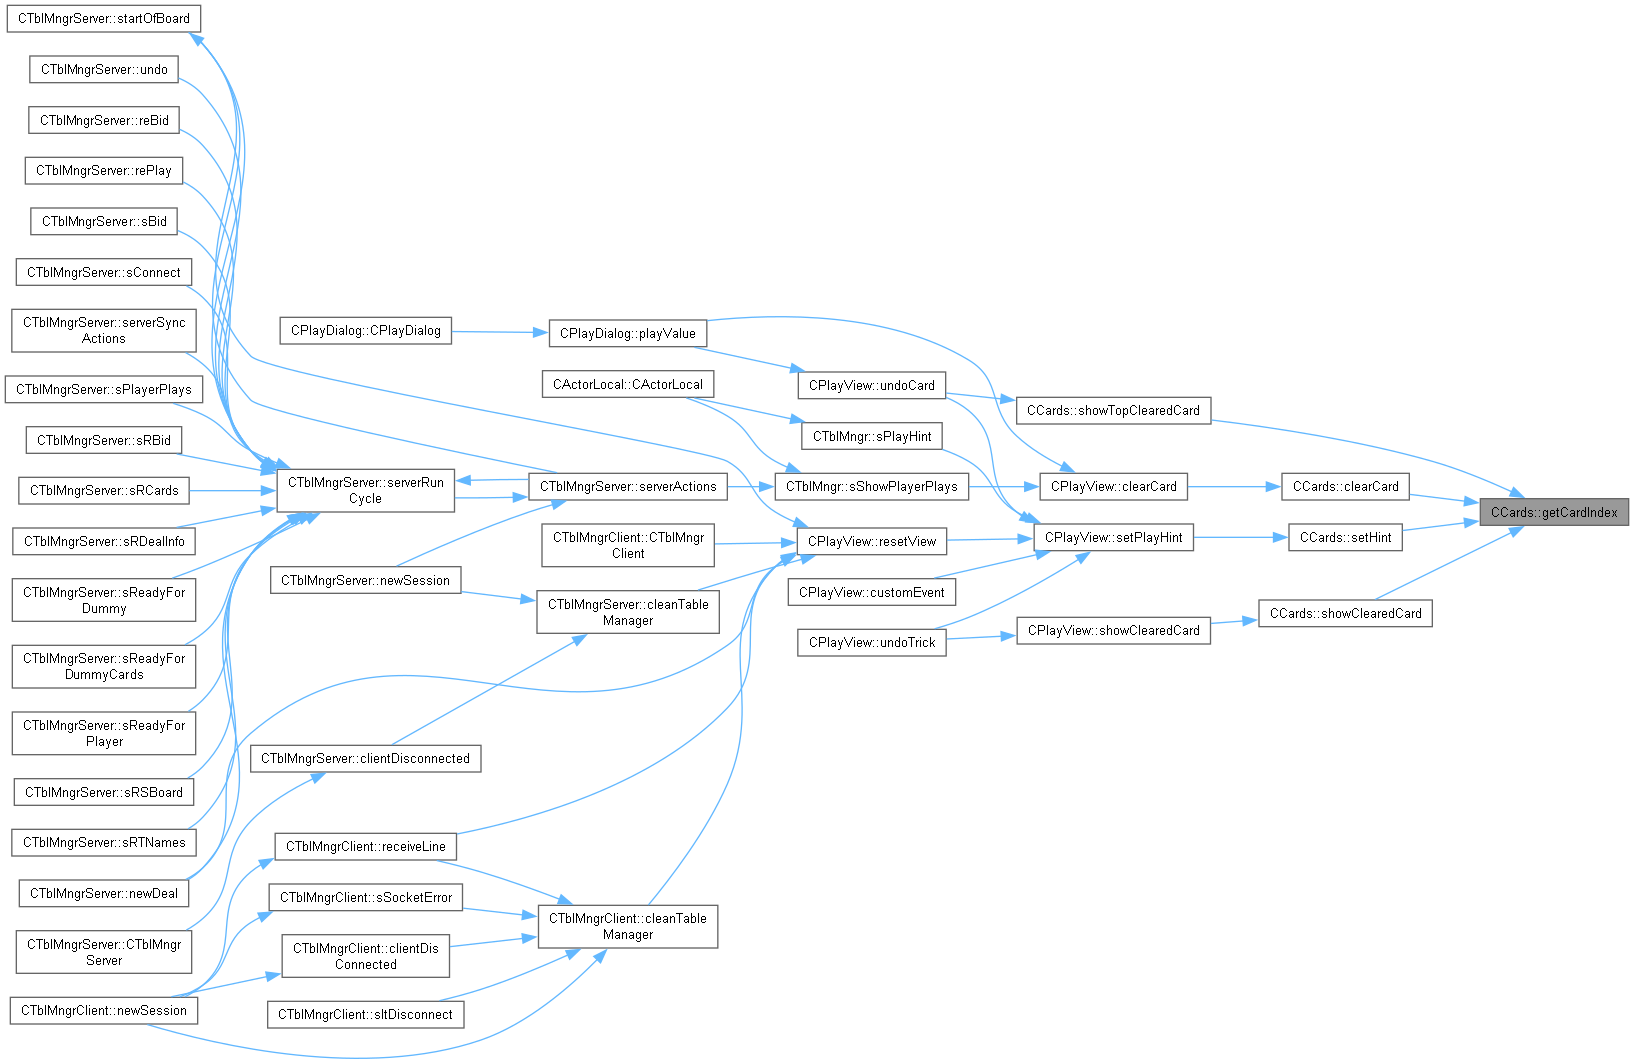 CTblMngrServer::startOfBoard
CTblMngrServer::undo
CTblMngrServer::reBid
CTblMngrServer::rePlay
CTblMngrServer::sBid
CTblMngrServer::sConnect
CTblMngrServer::serverSync
Actions
CTblMngrServer::sPlayerPlays
CTblMngrServer::sRBid
CTblMngrServer::sRCards
CTblMngrServer::sRDealInfo
CTblMngrServer::sReadyFor
Dummy
CTblMngrServer::sReadyFor
DummyCards
CTblMngrServer::sReadyFor
Player
CTblMngrServer::sRSBoard
CTblMngrServer::sRTNames
CTblMngrServer::newDeal
CTblMngrServer::CTblMngr
Server
CTblMngrClient::newSession
CPlayDialog::CPlayDialog
CTblMngrServer::serverRun
Cycle
CTblMngrServer::newSession
CTblMngrServer::clientDisconnected
CTblMngrClient::receiveLine
CTblMngrClient::sSocketError
CTblMngrClient::clientDis
Connected
CTblMngrClient::sltDisconnect
CPlayDialog::playValue
CActorLocal::CActorLocal
CTblMngrServer::serverActions
CTblMngrClient::CTblMngr
Client
CTblMngrServer::cleanTable
Manager
CTblMngrClient::cleanTable
Manager
CPlayView::undoCard
CTblMngr::sPlayHint
CTblMngr::sShowPlayerPlays
CPlayView::resetView
CPlayView::customEvent
CPlayView::undoTrick
CCards::showTopClearedCard
CPlayView::clearCard
CPlayView::setPlayHint
CPlayView::showClearedCard
CCards::clearCard
CCards::setHint
CCards::showClearedCard
CCards::getCardIndex